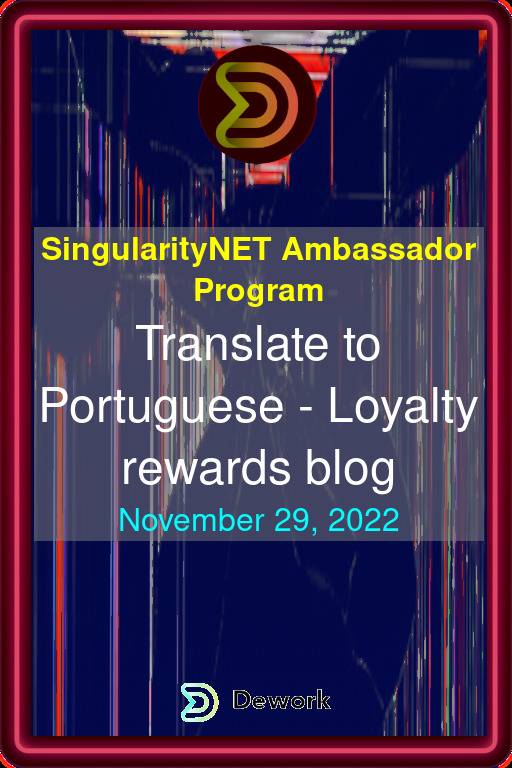 SingularityNET Ambassador
Program
Translate to
Portuguese - Loyalty
rewards blog
November 29, 2022
Dework